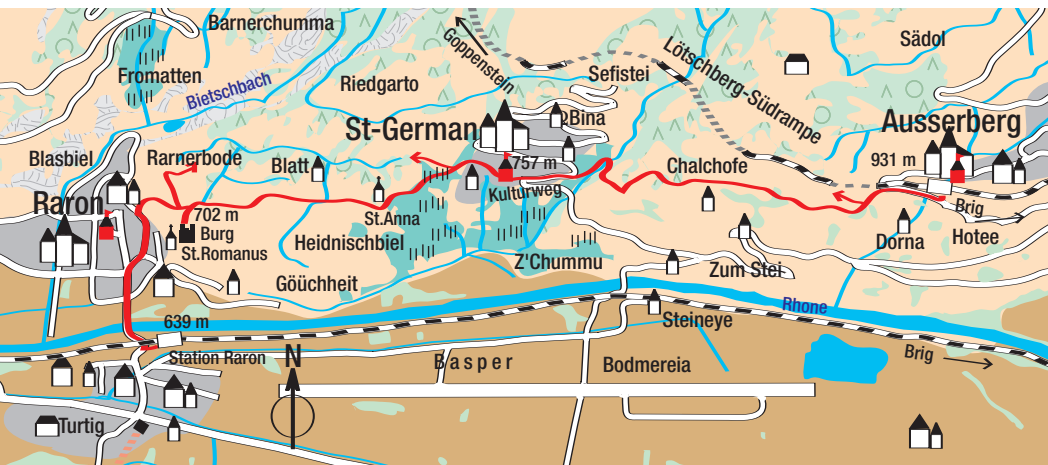 Barnerchumma
Sädol
Goppenstein
Lötschberg-Südrampe
Fromatten
Bietschbach
Riedgarto
Sefistei
St-German
Bina
Ausserberg
Blasbiel
Rarnerbode
Blatt
757 m
Chalchofe
931 m
Kulturweg
Raron
702 m
Burg
St.Romanus
St.Anna
Heidnischbiel
Brig
Hotee
Dorna
Z'Chummu
Zum Stei
Göüchheit
Rhone
639 m
Steineye
Station Raron
N
Basper
Bodmereia
Brig
Turtig